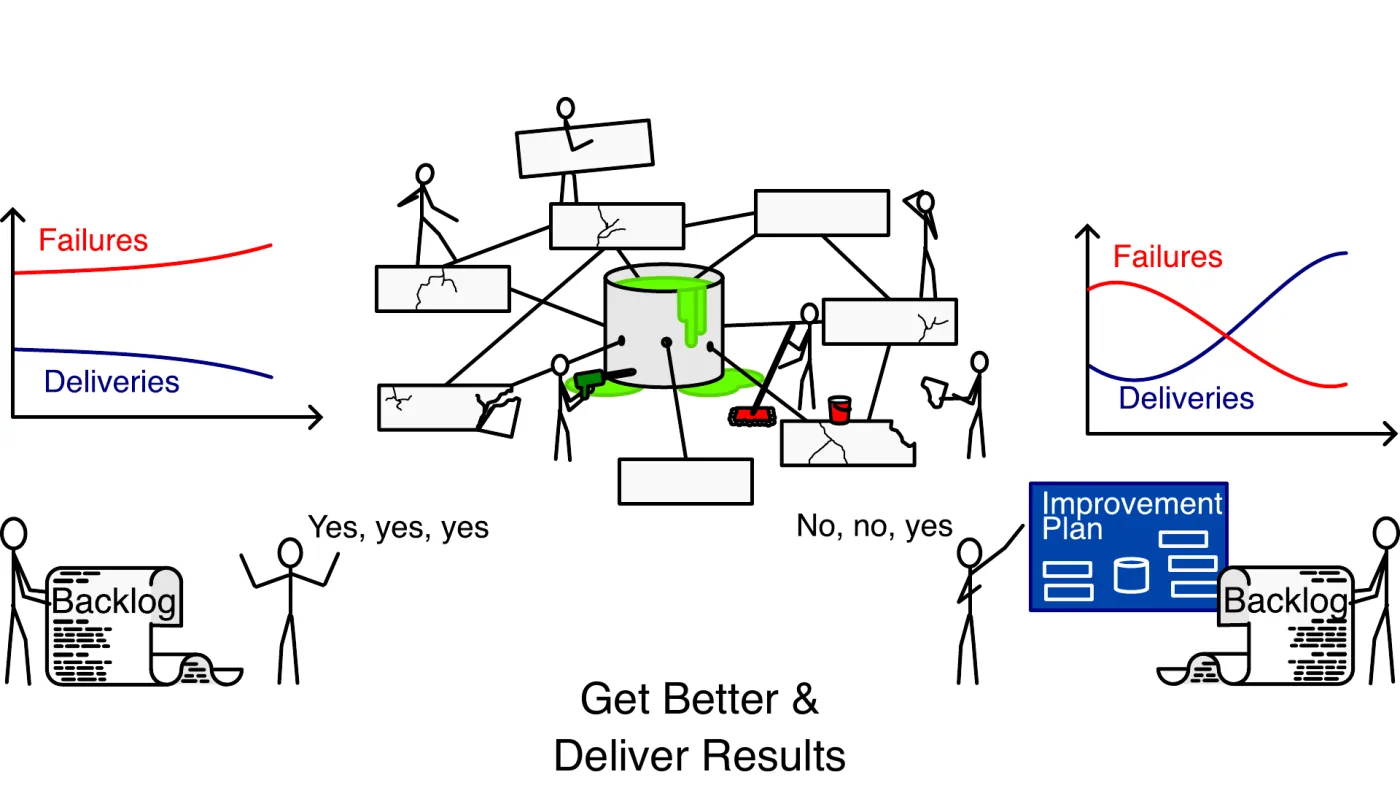 Failures
Deliveries
Failures
Deliveries
Yes, yes, yes
Backlog
No, no, yes
Improvement
Plan
Backlog
Get Better &
Deliver Results